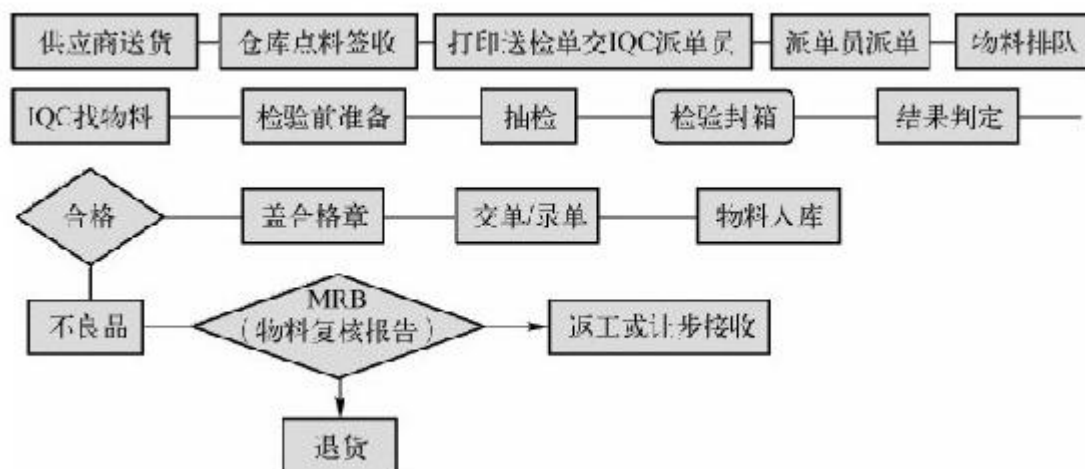 供应商送货 仓库点料签收 打印送检单交IQC派单员 派单员派单 物料排队
IQC找物料 检验前准备 抽检 检验封箱 结果判定
合格 盖合格章 交单/录单 物料入库
不良品 MRB
（物料复核报告） 返工或让步接收
退货